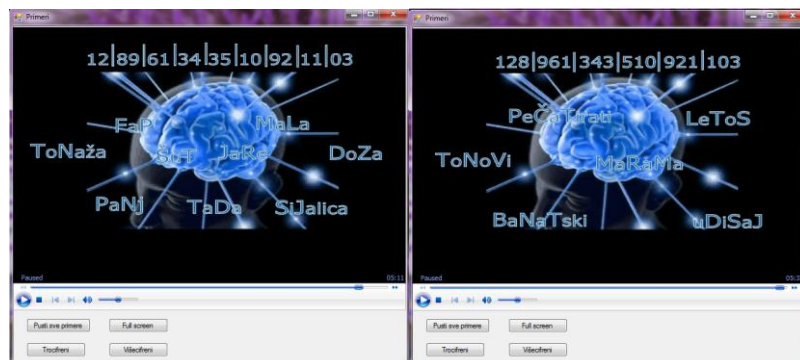 Primeri
12|89|61|34|35|10|92|11|03
FaP MaLa
ToNaža SuT JaRe DoZa
PaNj TaDa SiJalica
Paused 05:11
Pusti sve primere Full screen
Trocifreni Višecifreni
Primeri
128|961|343|510|921|103
PeČaTirati LeToS
ToNoVi MaRaMa
BaNaTski uDiSaJ
Paused
Pusti sve primere Full screen
Trocifreni Višecifreni